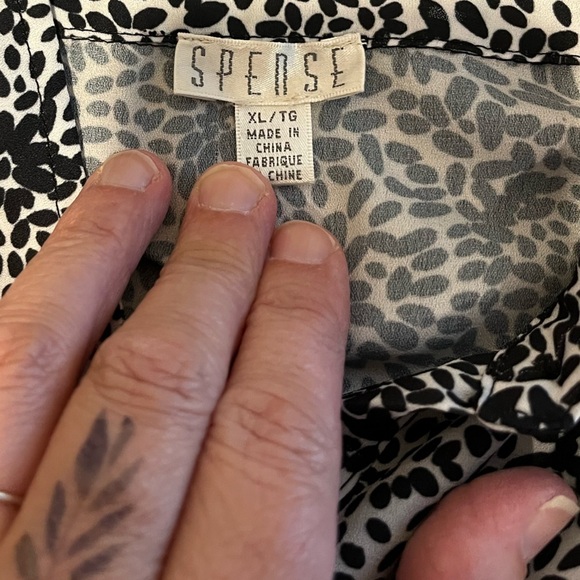 SPENSE
XL/TG
MADE IN
CHINA
FABRIQUE
CHINE